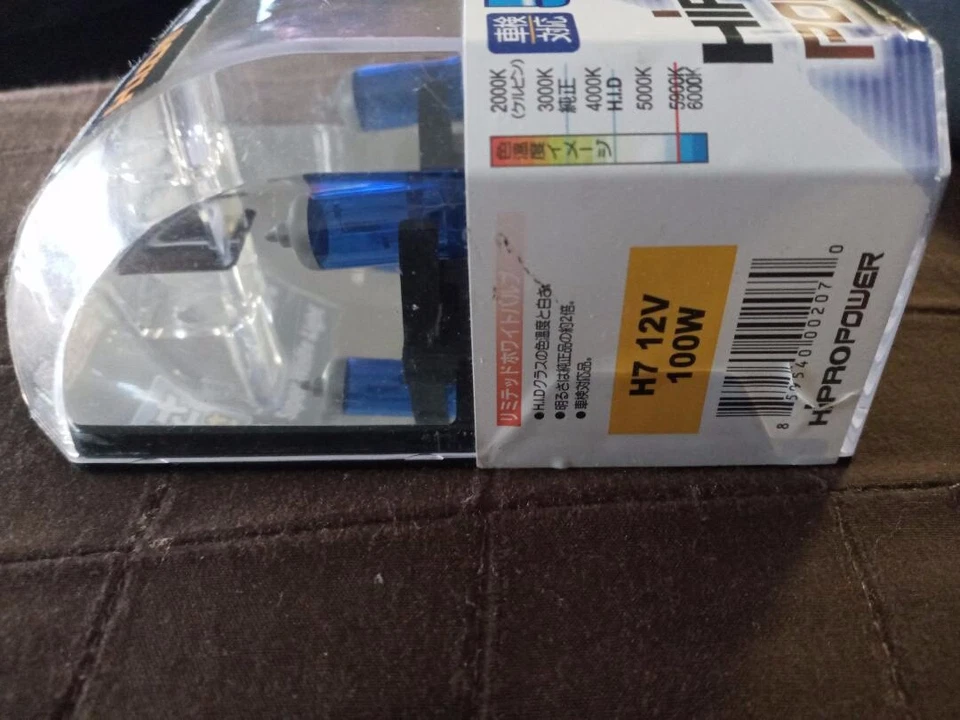 車検
対応
2000K
(ケルビン)
3000K
純正
4000K
H.I.D
5000K
5900K
6000K
色温度イメージ
リミテッドホワイトバルブ
●H.I.Dクラスの色温度と白さ
●明るさは純正品の約2倍。
●車検対応品。
H7 12V
100W
HiPROPOWER